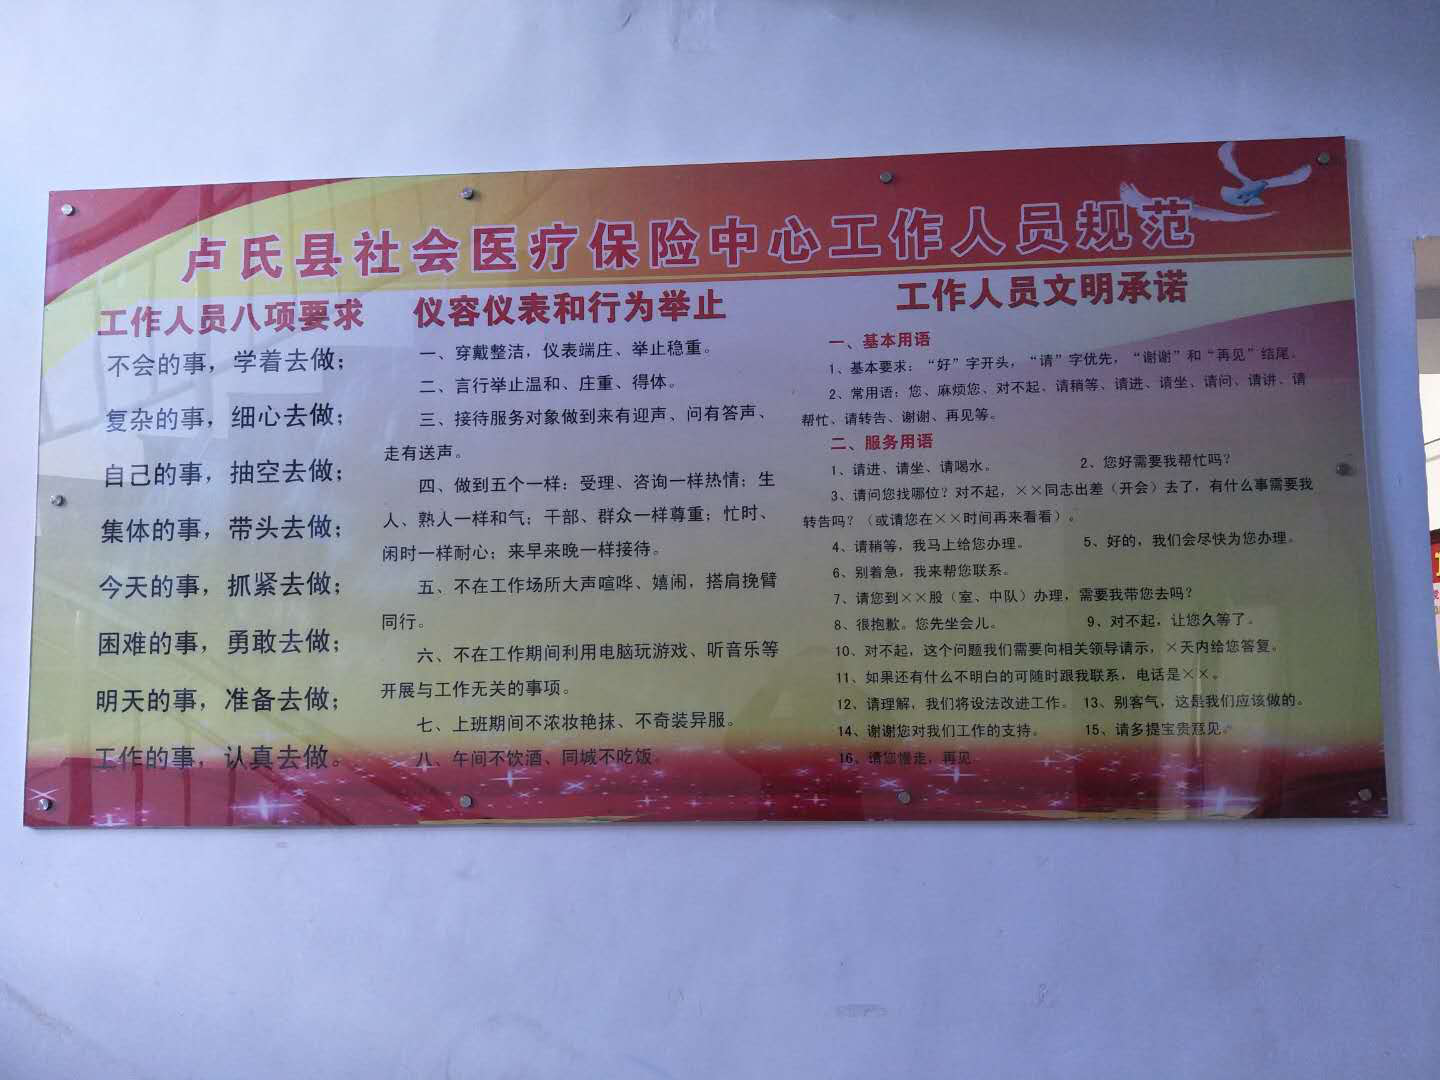 卢氏县社会医疗保险中心工作人员规范
工作人员八项要求
不会的事，学着去做；
复杂的事，细心去做；
自己的事，抽空去做；
集体的事，带头去做；
今天的事，抓紧去做；
困难的事，勇敢去做；
明天的事，准备去做；
工作的事，认真去做。
仪容仪表和行为举止
一、穿戴整洁，仪表端庄、举止稳重。
二、言行举止温和、庄重、得体。
三、接待服务对象做到来有迎声、问有答声、
走有送声。
四、做到五个一样：受理、咨询一样热情；生
人、熟人一样和气；干部、群众一样尊重；忙时、
闲时一样耐心；来早来晚一样接待。
五、不在工作场所大声喧哗、嬉闹，搭肩挽臂
同行。
六、不在工作期间利用电脑玩游戏、听音乐等
开展与工作无关的事项。
七、上班期间不浓妆艳抹、不奇装异服。
八、午间不饮酒、同城不吃饭。
工作人员文明承诺
一、基本用语
1、基本要求：“好”字开头，“请”字优先，“谢谢”和“再见”结尾。
2、常用语：您、麻烦您、对不起、请稍等、请进、请坐、请问、请讲、请
帮忙、请转告、谢谢、再见等。
二、服务用语
1、请进、请坐、请喝水。 2、您好需要我帮忙吗？
3、请问您找哪位？对不起，××同志出差（开会）去了，有什么事需要我
转告吗？（或请您在××时间再来看看）。
4、请稍等，我马上给您办理。 5、好的，我们会尽快为您办理。
6、别着急，我来帮您联系。
7、请您到××股（室、中队）办理，需要我带您去吗？
8、很抱歉。您先坐会儿。 9、对不起，让您久等了。
10、对不起，这个问题我们需要向相关领导请示，×天内给您答复。
11、如果还有什么不明白的可随时跟我联系，电话是××。
12、请理解，我们将设法改进工作。 13、别客气，这是我们应该做的。
14、谢谢您对我们工作的支持。 15、请多提宝贵意见。
16、请您慢走，再见